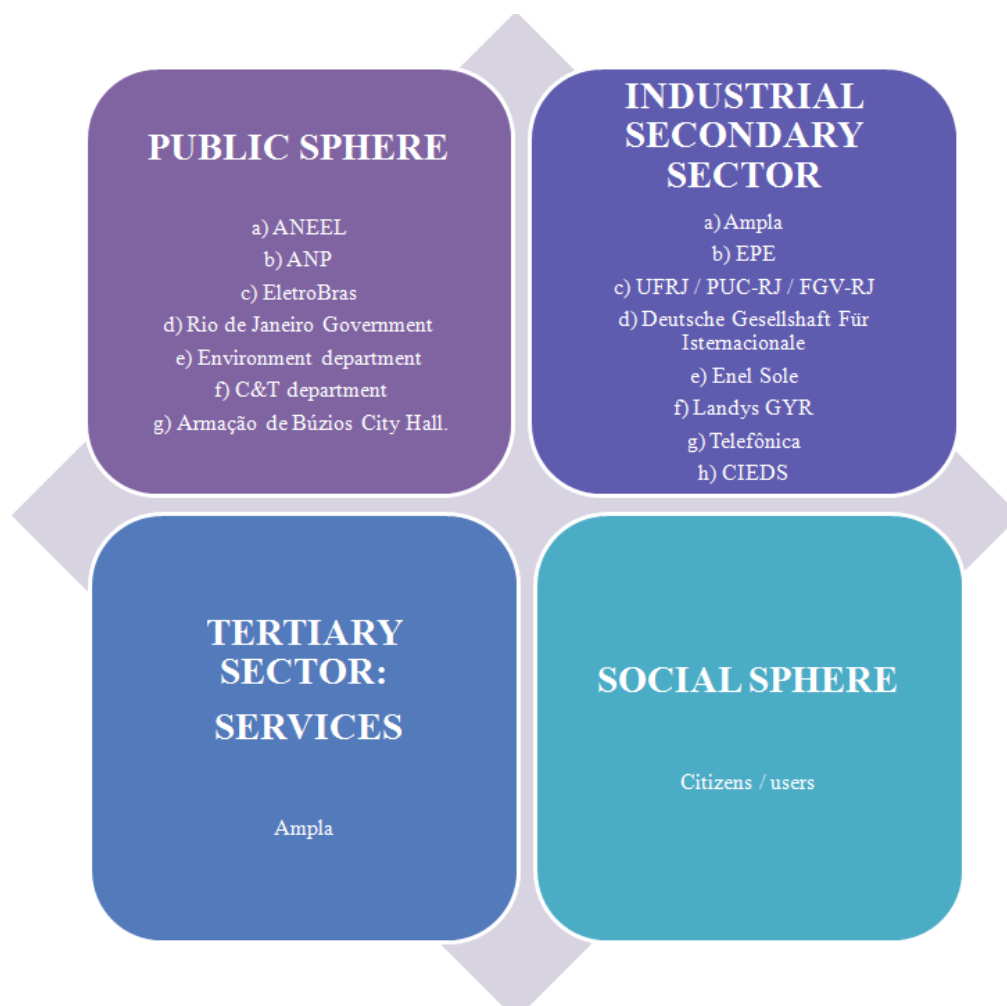 PUBLIC SPHERE
a) ANEEL
b) ANP
c) EletroBras
d) Rio de Janeiro Government
e) Environment department
f) C&T department
g) Armação de Búzios City Hall.
INDUSTRIAL
SECONDARY
SECTOR
a) Ampla
b) EPE
c) UFRJ / PUC-RJ / FGV-RJ
d) Deutsche Gesellshaft Für
Isternacionale
e) Enel Sole
f) Landys GYR
g) Telefônica
h) CIEDS
TERTIARY
SECTOR:
SERVICES
Ampla
SOCIAL SPHERE
Citizens / users